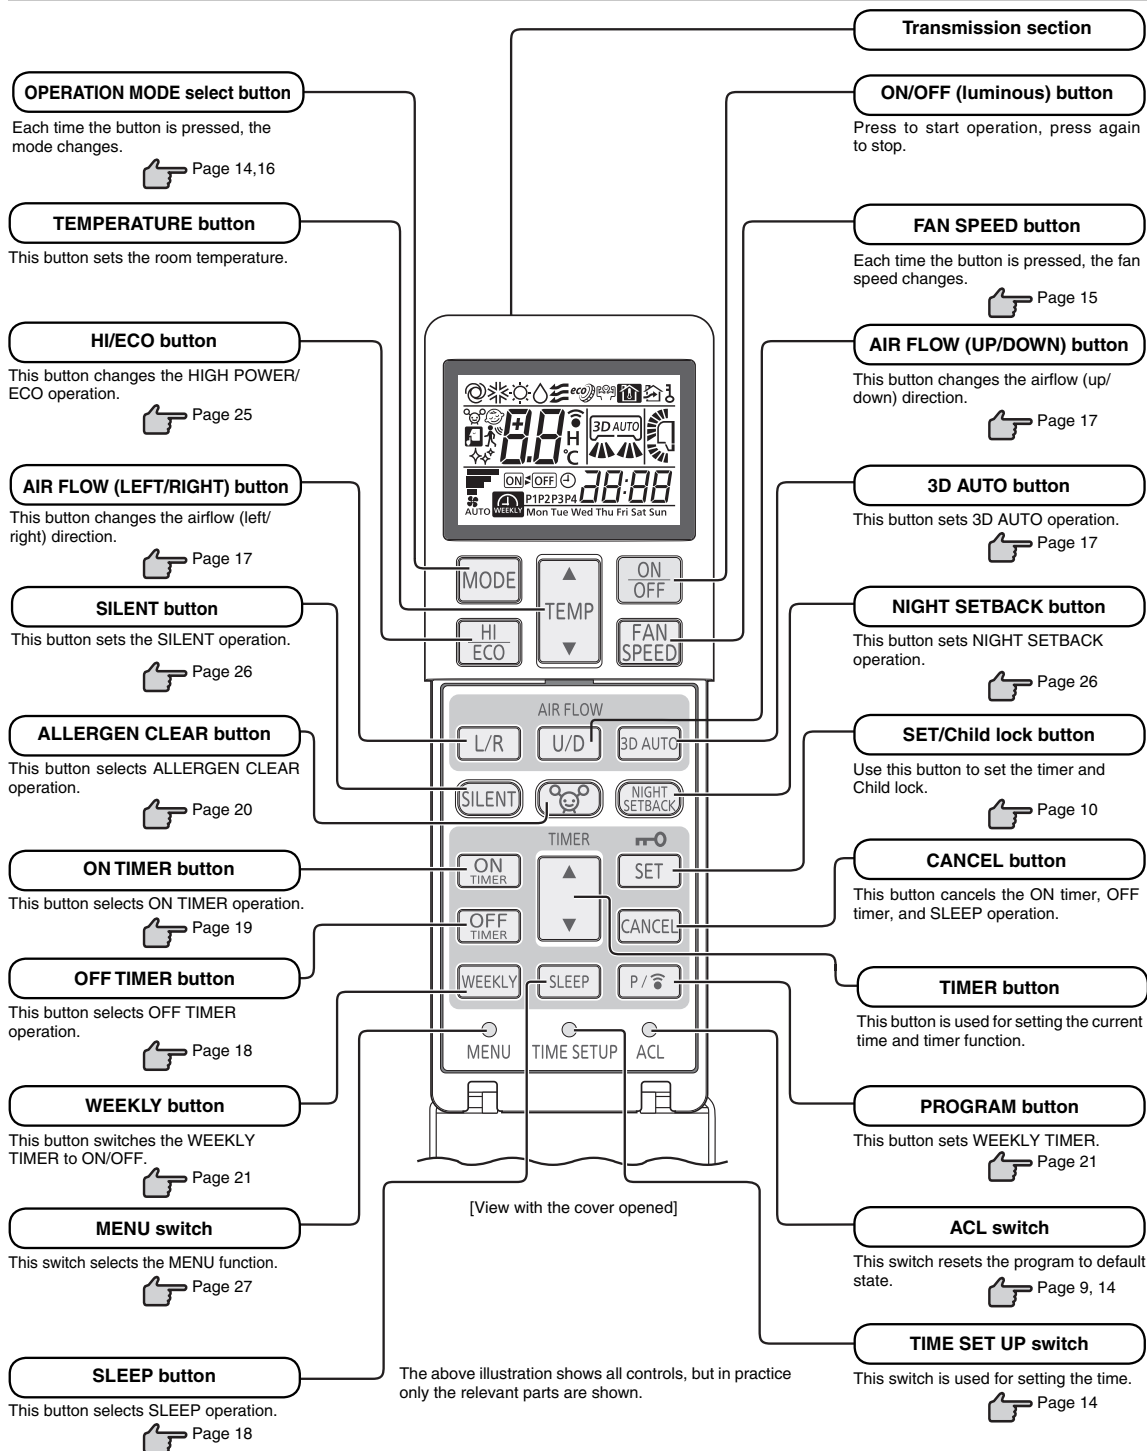 Transmission section
OPERATION MODE select button
Each time the button is pressed, the
mode changes.
Page 14,16
TEMPERATURE button
This button sets the room temperature.
HI/ECO button
This button changes the HIGH POWER/
ECO operation.
Page 25
AIR FLOW (LEFT/RIGHT) button
This button changes the airflow (left/
right) direction.
Page 17
SILENT button
This button sets the SILENT operation.
Page 26
ALLERGEN CLEAR button
This button selects ALLERGEN CLEAR
operation.
Page 20
ON TIMER button
This button selects ON TIMER operation.
Page 19
OFF TIMER button
This button selects OFF TIMER
operation.
Page 18
WEEKLY button
This button switches the WEEKLY
TIMER to ON/OFF.
Page 21
MENU switch
This switch selects the MENU function.
Page 27
SLEEP button
This button selects SLEEP operation.
Page 18
eco
+
8.8
H
°C
3D AUTO
ON OFF
88:88
P1P2P3P4
AUTO WEEKLY Mon Tue Wed Thu Fri Sat Sun
MODE
TEMP
ON
OFF
HI
ECO
FAN
SPEED
AIR FLOW
L/R U/D 3D AUTO
SILENT
NIGHT
SETBACK
TIMER
ON
TIMER
SET
OFF
TIMER
CANCEL
WEEKLY SLEEP P/
MENU TIME SETUP ACL
[View with the cover opened]
The above illustration shows all controls, but in practice
only the relevant parts are shown.
ON/OFF (luminous) button
Press to start operation, press again
to stop.
FAN SPEED button
Each time the button is pressed, the fan
speed changes.
Page 15
AIR FLOW (UP/DOWN) button
This button changes the airflow (up/
down) direction.
Page 17
3D AUTO button
This button sets 3D AUTO operation.
Page 17
NIGHT SETBACK button
This button sets NIGHT SETBACK
operation.
Page 26
SET/Child lock button
Use this button to set the timer and
Child lock.
Page 10
CANCEL button
This button cancels the ON timer, OFF
timer, and SLEEP operation.
TIMER button
This button is used for setting the current
time and timer function.
PROGRAM button
This button sets WEEKLY TIMER.
Page 21
ACL switch
This switch resets the program to default
state.
Page 9, 14
TIME SET UP switch
This switch is used for setting the time.
Page 14